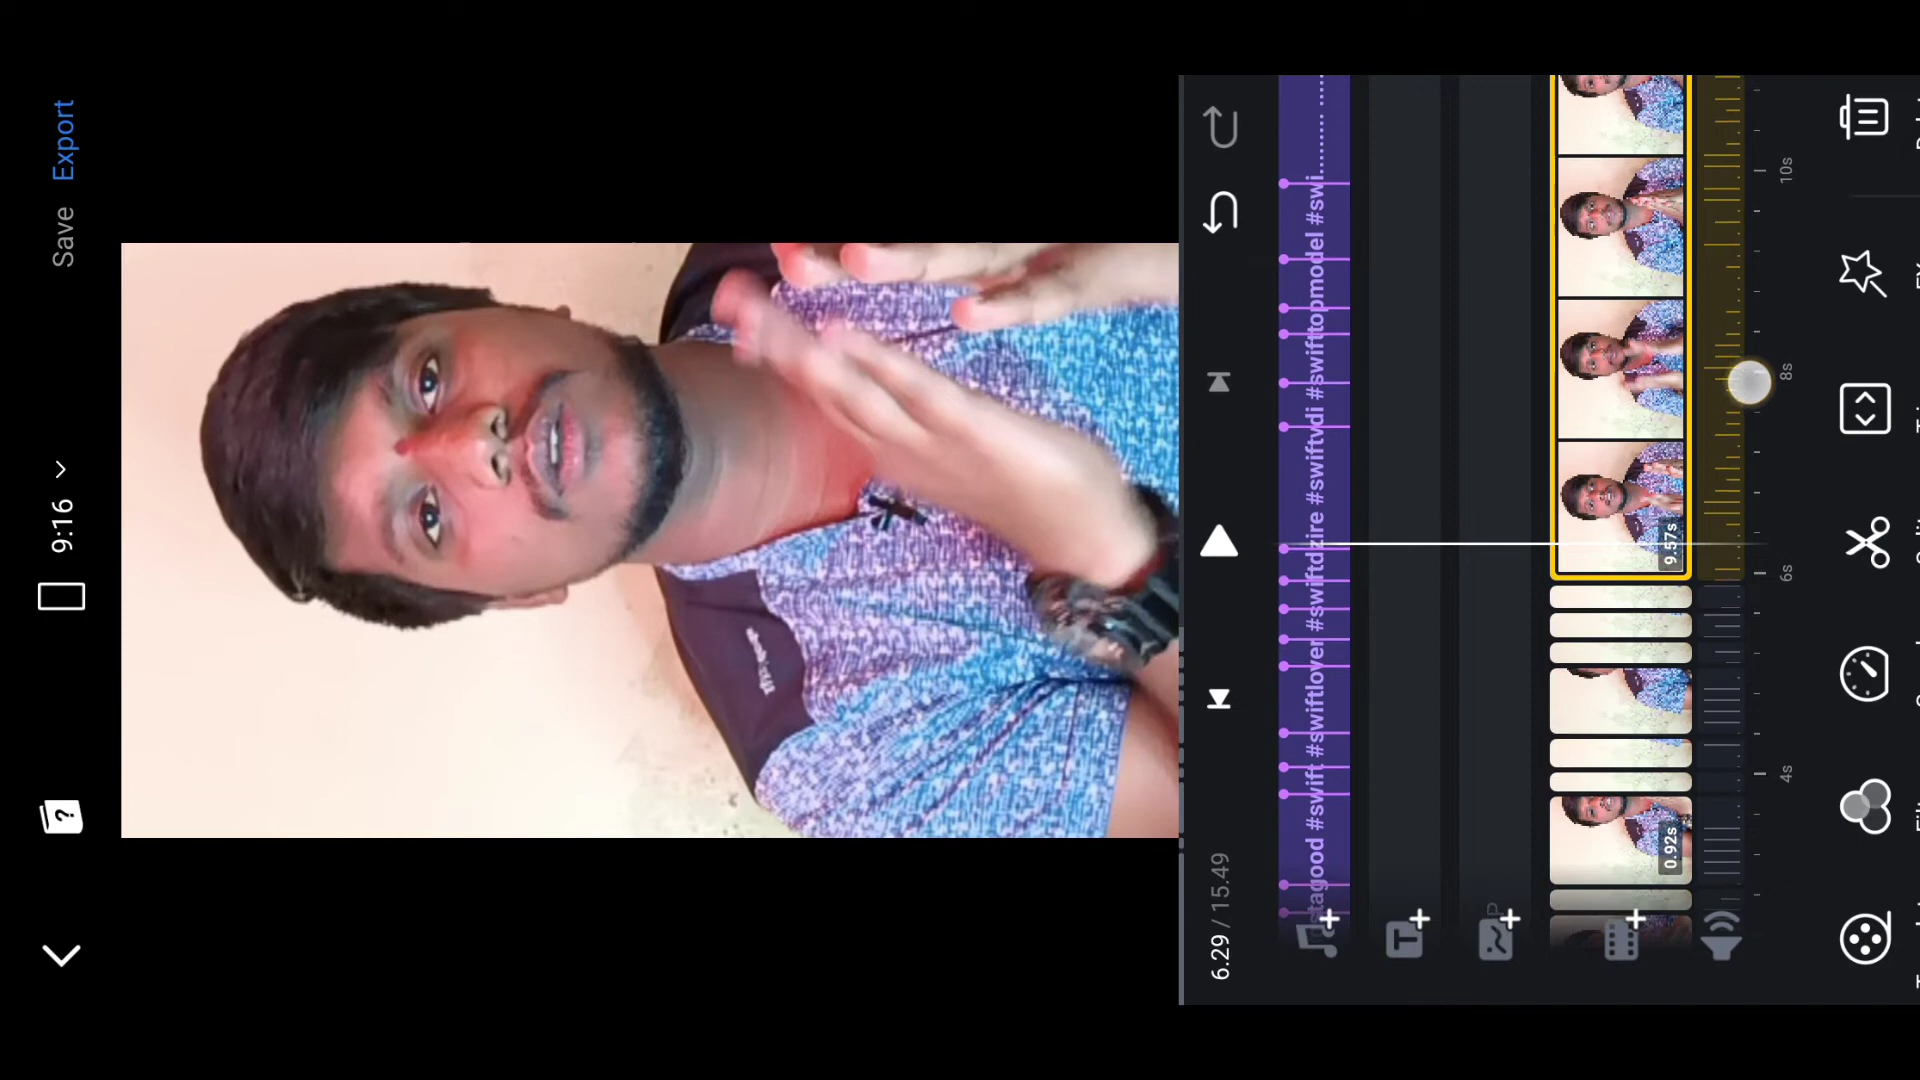 Save Export
9:16
6.29 / 15.49
stagood #swift #swiftlover #swiftdzire #swiftvdi #swifttopmodel #swi.........
P
0.92s
9.57s
4s
6s
8s
10s